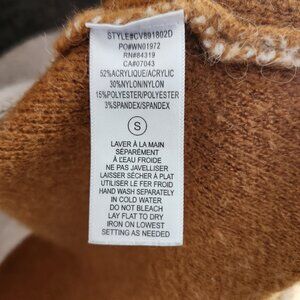 STYLE#CV891802D
PO#WN01972
RN#84319
CA#07043
52%ACRYLIQUE/ACRYLIC
30%NYLON/NYLON
15%POLYESTER/POLYESTER
3%SPANDEX/SPANDEX
S
LAVER À LA MAIN
SÉPARÉMENT
À L'EAU FROIDE
NE PAS JAVELLISER
LAISSER SÉCHER À PLAT
UTILISER LE FER FROID
HAND WASH SEPARATELY
IN COLD WATER
DO NOT BLEACH
LAY FLAT TO DRY
IRON ON LOWEST
SETTING AS NEEDED